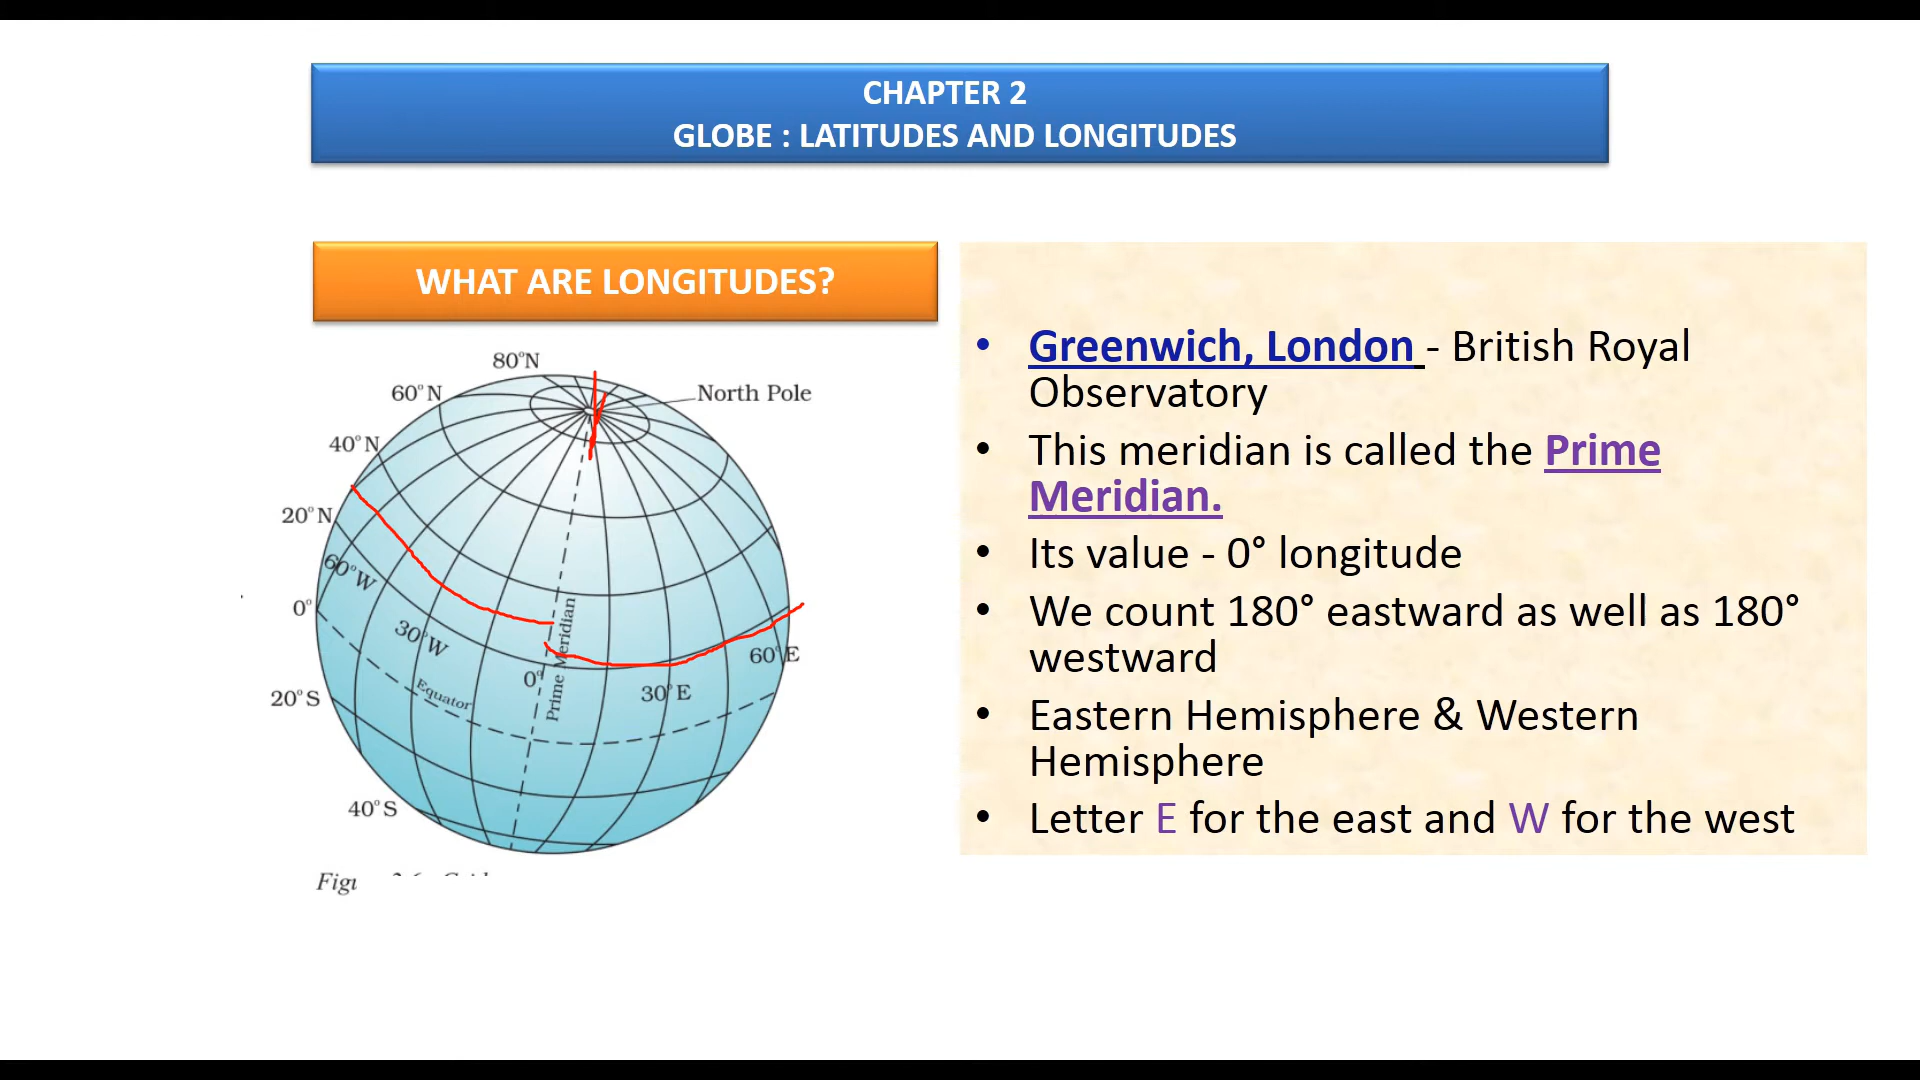 CHAPTER 2
GLOBE : LATITUDES AND LONGITUDES
WHAT ARE LONGITUDES?
80°N
60°N
North Pole
40°N
20°N
60°W
0°
30°W
Prime Meridian
0°
60°E
30°E
Equator
20°S
40°S
• Greenwich, London - British Royal
Observatory
• This meridian is called the Prime
Meridian.
• Its value - 0° longitude
• We count 180° eastward as well as 180°
westward
• Eastern Hemisphere & Western
Hemisphere
• Letter E for the east and W for the west